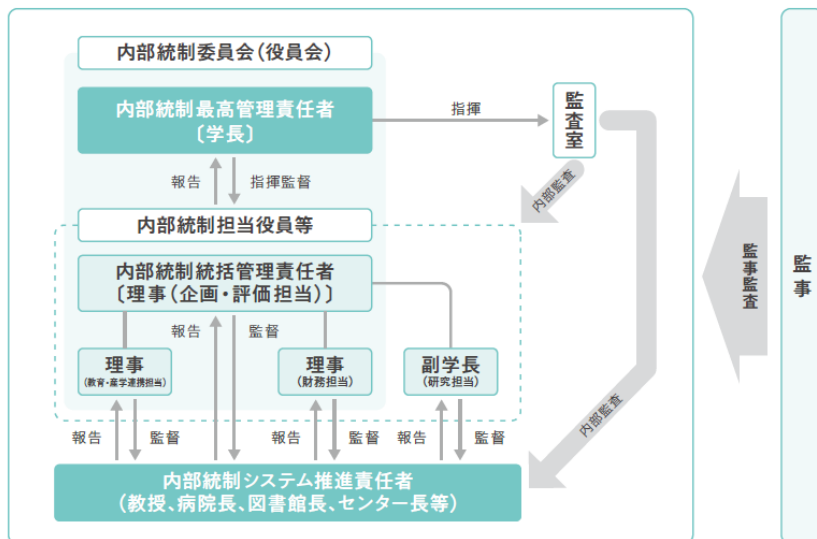 内部統制委員会（役員会）
内部統制最高管理責任者
〔学長〕
指揮
監査室
報告
指揮監督
内部監査
内部統制担当役員等
内部統制統括管理責任者
〔理事（企画・評価担当）〕
報告
監督
理事
（教育・産学連携担当）
理事
（財務担当）
副学長
（研究担当）
報告
監督
報告
監督
報告
監督
内部監査
内部統制システム推進責任者
（教授、病院長、図書館長、センター長等）
監事監査
監事